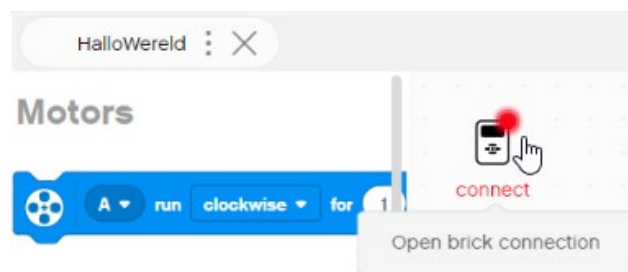 HalloWereld
Motors
A run clockwise for 1
connect
Open brick connection